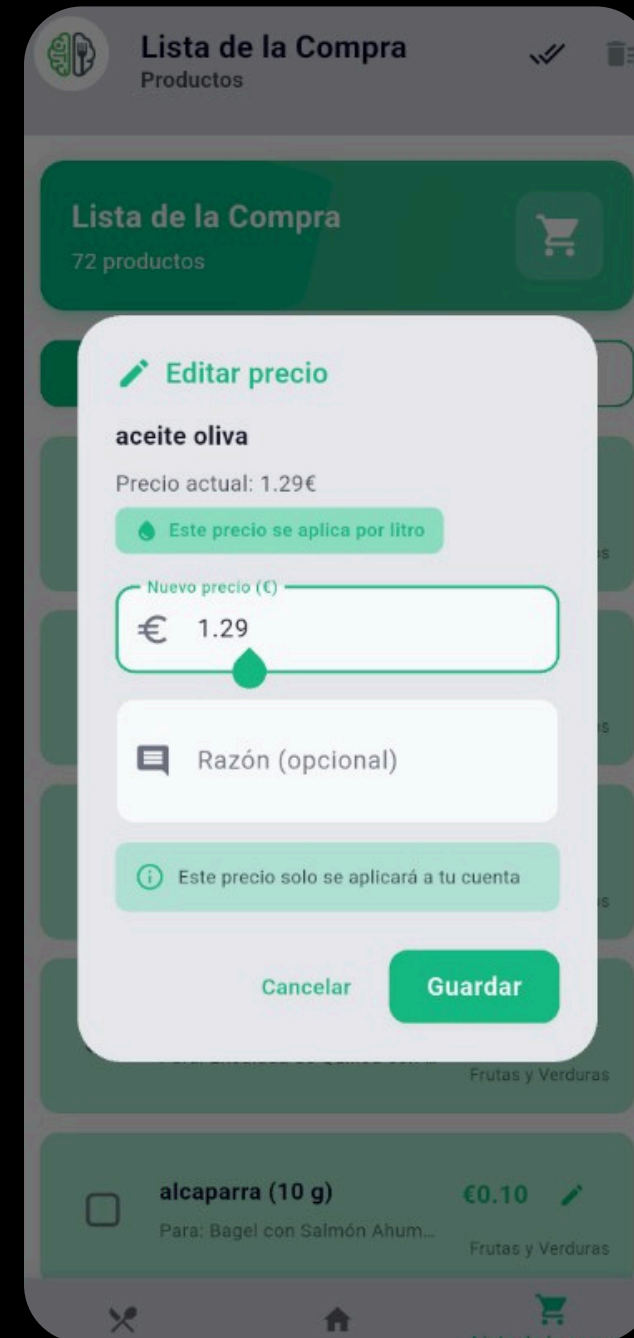 Lista de la Compra
Productos
Lista de la Compra
72 productos
Editar precio
aceite oliva
Precio actual: 1.29€
Este precio se aplica por litro
Nuevo precio (€)
€ 1.29
Razón (opcional)
Este precio solo se aplicará a tu cuenta
Cancelar
Guardar
Frutas y Verduras
alcaparra (10 g)
€0.10
Para: Bagel con Salmón Ahum...
Frutas y Verduras